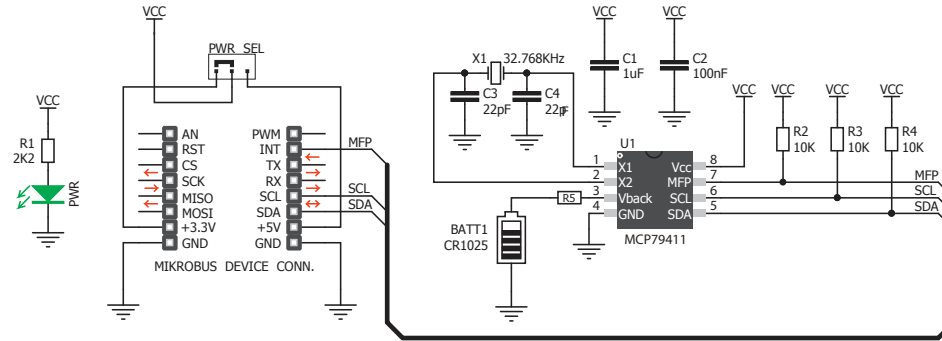 VCC
PWR SEL
VCC
R1
2K2
PWR
AN
RST
CS
SCK
MISO
MOSI
+3.3V
GND
PWM
INT
TX
RX
SCL
SDA
+5V
GND
MFP
SCL
SDA
MIKROBUS DEVICE CONN.
X1
32.768KHz
C3
22pF
C4
22pF
VCC
C1
1uF
VCC
C2
100nF
VCC
VCC
VCC
VCC
R2
10K
R3
10K
R4
10K
U1
1
2
3
4
X1
X2
Vback
GND
Vcc
MFP
SCL
SDA
8
7
6
5
MCP79411
R5
BATT1
CR1025
MFP
SCL
SDA